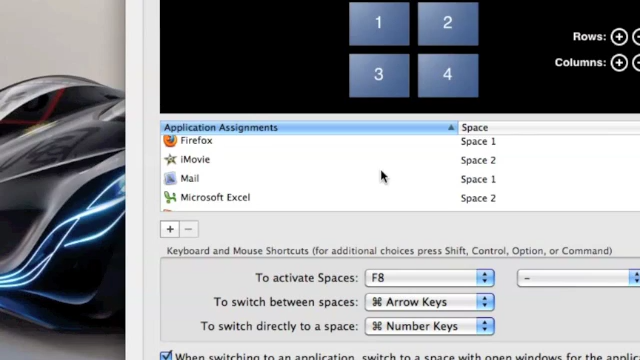 1 2
Rows:
Columns:
3 4
Application Assignments Space
Firefox Space 1
iMovie Space 2
Mail Space 1
Microsoft Excel Space 2
+ −
Keyboard and Mouse Shortcuts (for additional choices press Shift, Control, Option, or Command)
To activate Spaces: F8 –
To switch between spaces: ⌘ Arrow Keys
To switch directly to a space: ⌘ Number Keys
When switching to an application, switch to a space with open windows for the applica